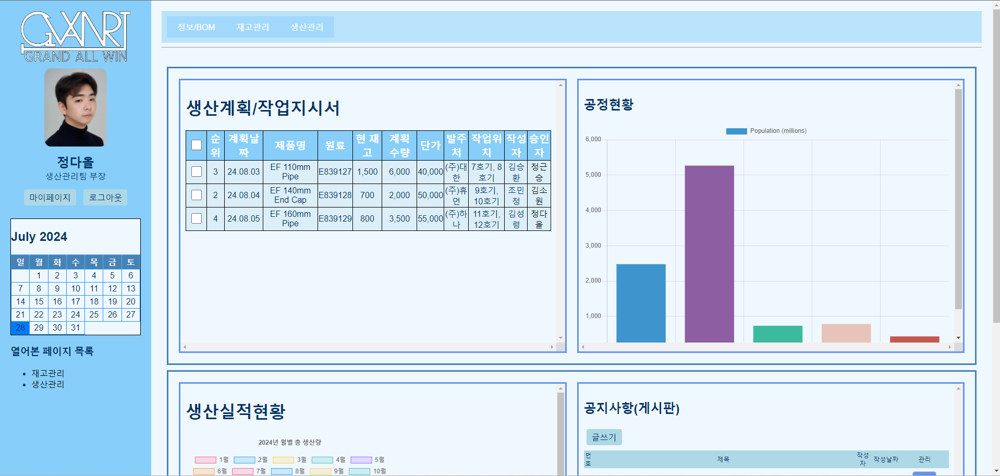 GRAND ALL WIN
정다올
생산관리팀 부장
마이페이지 로그아웃
July 2024
일 월 화 수 목 금 토
1 2 3 4 5 6
7 8 9 10 11 12 13
14 15 16 17 18 19 20
21 22 23 24 25 26 27
28 29 30 31
열어본 페이지 목록
• 재고관리
• 생산관리
정보/BOM 재고관리 생산관리
생산계획/작업지시서
순위 계획날짜 제품명 원료 현 재고 계획 수량 단가 발주처 작업위치 작성자 승인자
3 24.08.03 EF 110mm Pipe E839127 1,500 6,000 40,000 (주)대한 7호기, 8호기 김승환 정근승
2 24.08.04 EF 140mm End Cap E839128 700 2,000 50,000 (주)휴먼 9호기, 10호기 조민정 김소원
4 24.08.05 EF 160mm Pipe E839129 800 3,500 55,000 (주)하나 11호기, 12호기 김성령 정다올
공정현황
Population (millions)
6,000
5,000
4,000
3,000
2,000
1,000
생산실적현황
2024년 월별 총 생산량
1월 2월 3월 4월 5월
6월 7월 8월 9월 10월
공지사항(게시판)
글쓰기
번호 제목 작성자 작성날짜 관리